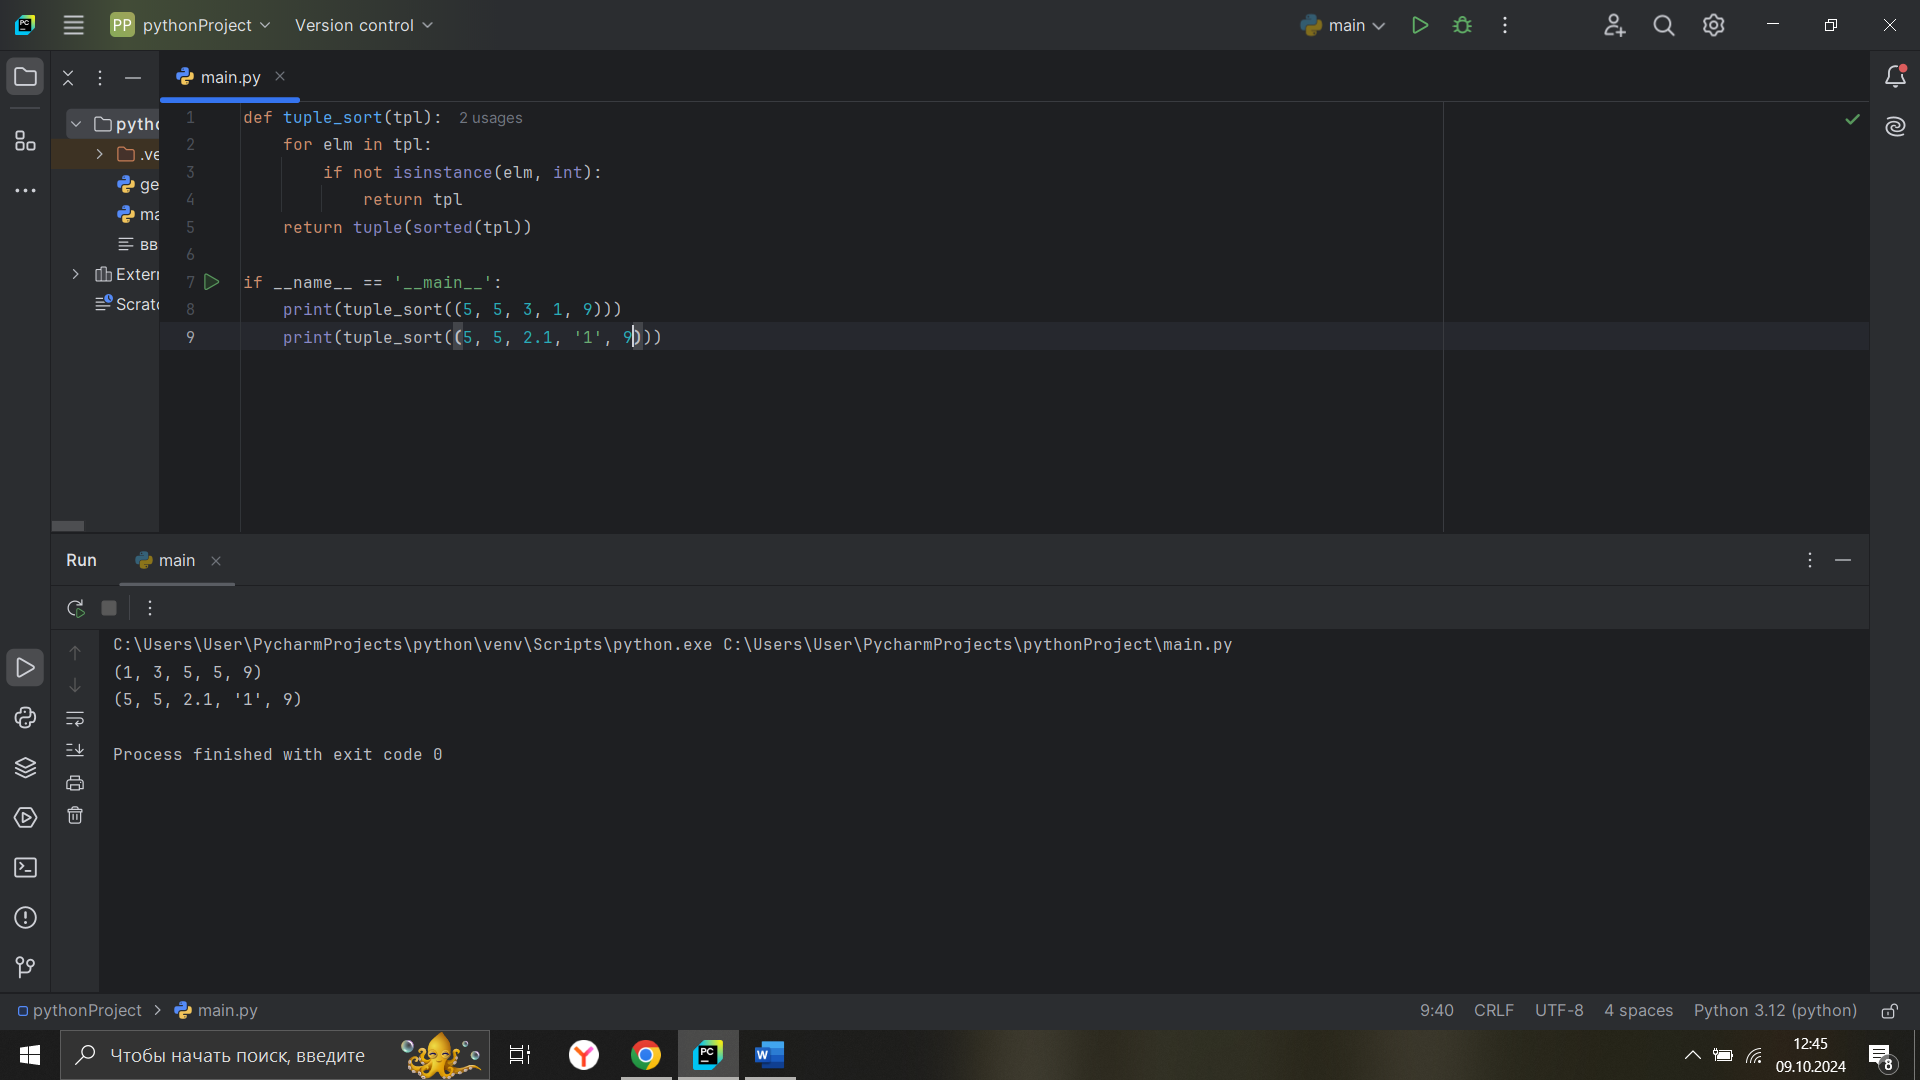 PP pythonProject Version control main
main.py
pytho
.ve
ge
ma
вв
Extern
Scratc
1 def tuple_sort(tpl): 2 usages
2 for elm in tpl:
3 if not isinstance(elm, int):
4 return tpl
5 return tuple(sorted(tpl))
6
7 if __name__ == '__main__':
8 print(tuple_sort((5, 5, 3, 1, 9)))
9 print(tuple_sort((5, 5, 2.1, '1', 9)))
Run main
C:\Users\User\PycharmProjects\python\venv\Scripts\python.exe C:\Users\User\PycharmProjects\pythonProject\main.py
(1, 3, 5, 5, 9)
(5, 5, 2.1, '1', 9)
Process finished with exit code 0
pythonProject main.py 9:40 CRLF UTF-8 4 spaces Python 3.12 (python)
Чтобы начать поиск, введите
12:45
09.10.2024
8